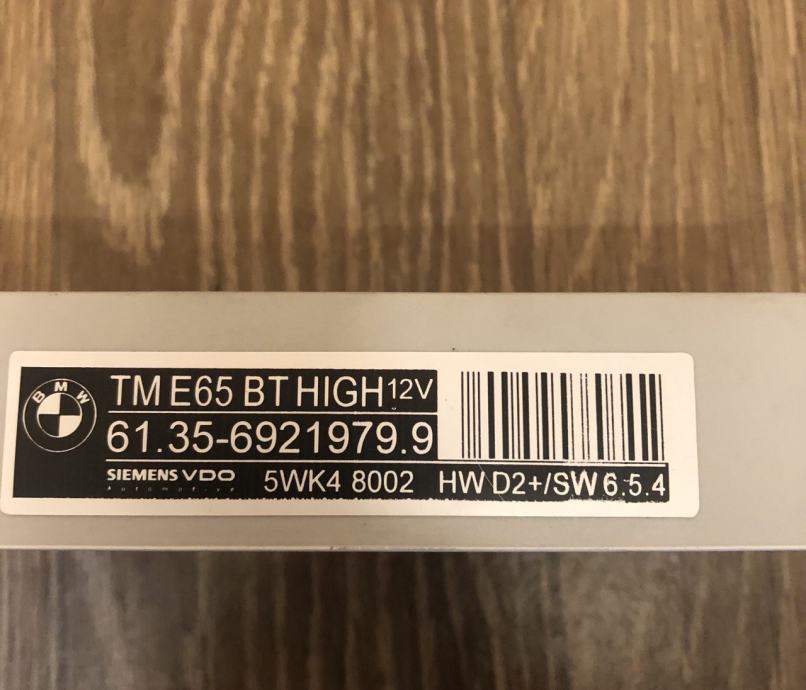 BMW
TM E65 BT HIGH 12V
61.35-6921979.9
SIEMENS VDO
Automotive
5WK4 8002 HW D2+/SW 6.5.4